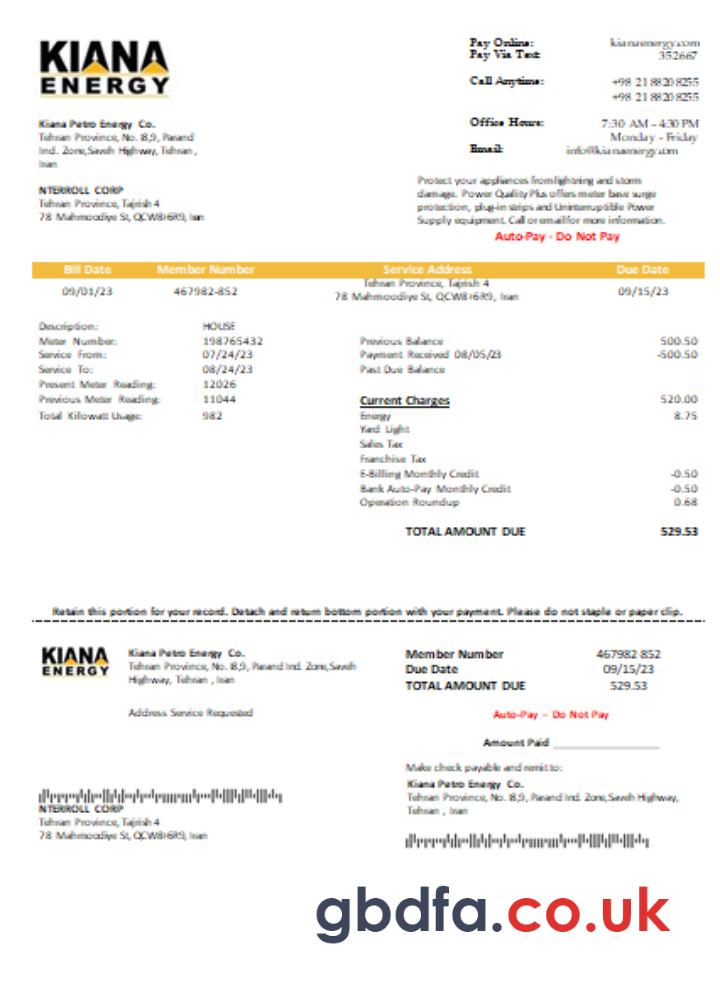 KIANA
ENERGY
Pay Online: kianaenergy.com
Pay Via Text: 352667
Call Anytime: +98 21 8820 8255
+98 21 8820 8255
Office Hours: 7:30 AM – 4:30 PM
Monday - Friday
Email: info@kianaenergy.com
Kiana Petro Energy Co.
Tehran Province, No. I8,9, Parand
Ind. Zone,Saveh Highway, Tehran ,
Iran
NTERROLL CORP
Tehran Province, Tajrish 4
78 Mahmoodiye St, QCW8+6R9, Iran
Protect your appliances from lightning and storm
damage. Power Quality Plus offers meter base surge
protection, plug-in strips and Uninterruptible Power
Supply equipment. Call or email for more information.
Auto-Pay - Do Not Pay
Bill Date Member Number Service Address Due Date
09/01/23 467982-852 Tehran Province, Tajrish 4
78 Mahmoodiye St, QCW8+6R9, Iran 09/15/23
Description: HOUSE
Meter Number: 198765432
Service From: 07/24/23
Service To: 08/24/23
Present Meter Reading: 12026
Previous Meter Reading: 11044
Total Kilowatt Usage: 982
Previous Balance 500.50
Payment Received 08/05/23 -500.50
Past Due Balance
Current Charges 520.00
Energy 8.75
Yard Light
Sales Tax
Franchise Tax
E-Billing Monthly Credit -0.50
Bank Auto-Pay Monthly Credit -0.50
Operation Roundup 0.68
TOTAL AMOUNT DUE 529.53
Retain this portion for your record. Detach and return bottom portion with your payment. Please do not staple or paper clip.
KIANA
ENERGY
Kiana Petro Energy Co.
Tehran Province, No. I8,9, Parand Ind. Zone,Saveh
Highway, Tehran , Iran
Address Service Requested
Member Number 467982 852
Due Date 09/15/23
TOTAL AMOUNT DUE 529.53
Auto-Pay – Do Not Pay
Amount Paid
Make check payable and remit to:
Kiana Petro Energy Co.
Tehran Province, No. I8,9, Parand Ind. Zone,Saveh Highway,
Tehran , Iran
NTERROLL CORP
Tehran Province, Tajrish 4
78 Mahmoodiye St, QCW8+6R9, Iran
gbdfa.co.uk